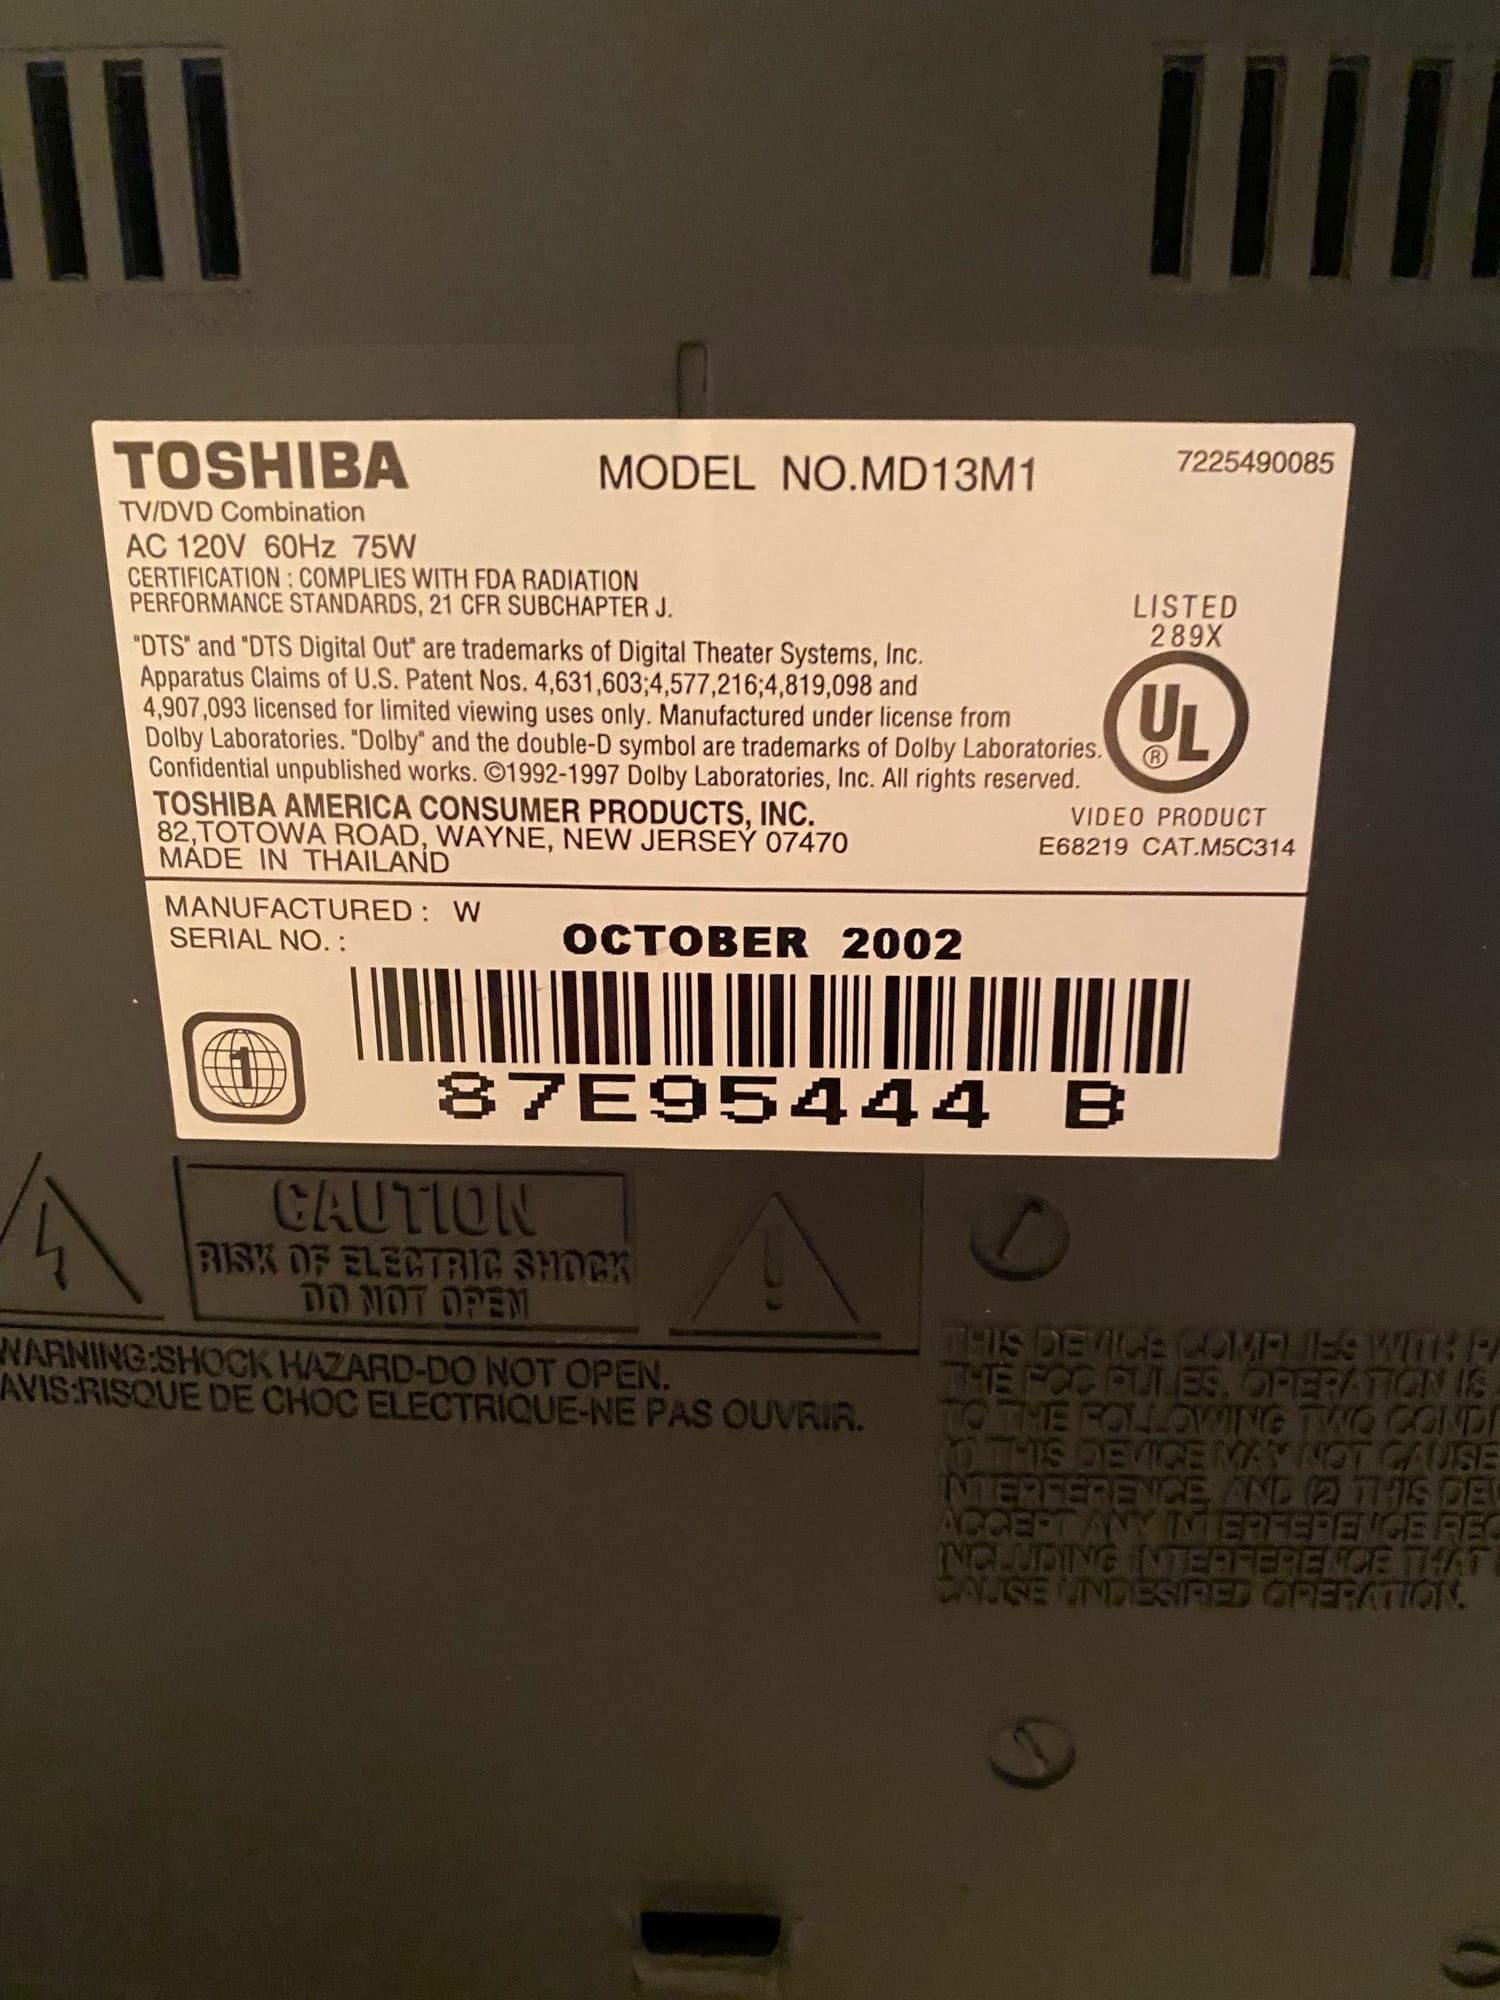 TOSHIBA
MODEL NO.MD13M1
7225490085
TV/DVD Combination
AC 120V 60Hz 75W
CERTIFICATION : COMPLIES WITH FDA RADIATION
PERFORMANCE STANDARDS, 21 CFR SUBCHAPTER J.
"DTS" and "DTS Digital Out" are trademarks of Digital Theater Systems, Inc.
Apparatus Claims of U.S. Patent Nos. 4,631,603;4,577,216;4,819,098 and
4,907,093 licensed for limited viewing uses only. Manufactured under license from
Dolby Laboratories. "Dolby" and the double-D symbol are trademarks of Dolby Laboratories.
Confidential unpublished works. ©1992-1997 Dolby Laboratories, Inc. All rights reserved.
TOSHIBA AMERICA CONSUMER PRODUCTS, INC.
82,TOTOWA ROAD, WAYNE, NEW JERSEY 07470
MADE IN THAILAND
LISTED
289X
UL
®
VIDEO PRODUCT
E68219 CAT.M5C314
MANUFACTURED : W
SERIAL NO. :
OCTOBER 2002
1
87E95444 B
CAUTION
RISK OF ELECTRIC SHOCK
DO NOT OPEN
WARNING:SHOCK HAZARD-DO NOT OPEN.
AVIS:RISQUE DE CHOC ELECTRIQUE-NE PAS OUVRIR.
THIS DEVICE COMPLIES WITH
THE FCC RULES. OPERATION IS
TO THE FOLLOWING TWO
(1) THIS DEVICE MAY NOT CAUSE
INTERFERENCE, AND (2) THIS
ACCEPT ANY INTERFERENCE
INCLUDING INTERFERENCE THAT
CAUSE UNDESIRED OPERATION.